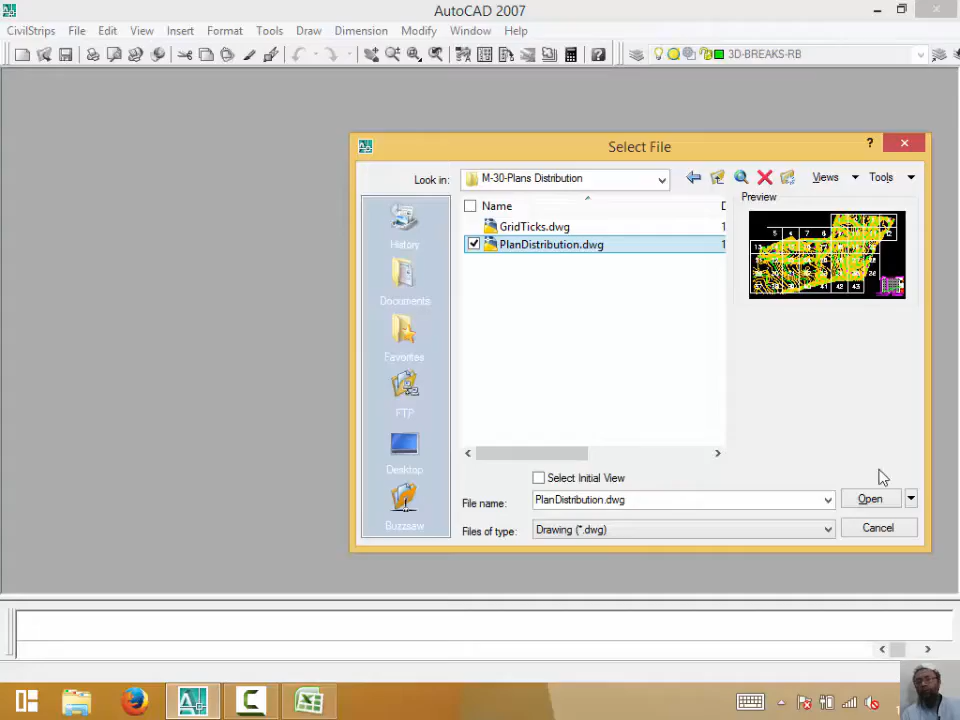 AutoCAD 2007
CivilStrips File Edit View Insert Format Tools Draw Dimension Modify Window Help
3D-BREAKS-RB
Select File
Look in: M-30-Plans Distribution Views Tools
Name Preview
GridTicks.dwg
PlanDistribution.dwg
History
Documents
Favorites
FTP
Desktop
Buzzsaw
Select Initial View
File name: PlanDistribution.dwg Open
Files of type: Drawing (*.dwg) Cancel